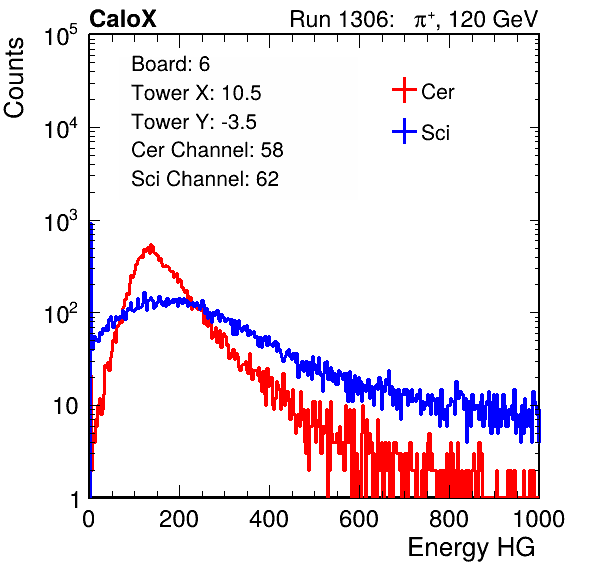 CaloX
Run 1306: π⁺, 120 GeV
Board: 6
Tower X: 10.5
Tower Y: -3.5
Cer Channel: 58
Sci Channel: 62
Cer
Sci
Counts
10⁵
10⁴
10³
10²
10
1
0 200 400 600 800 1000
Energy HG